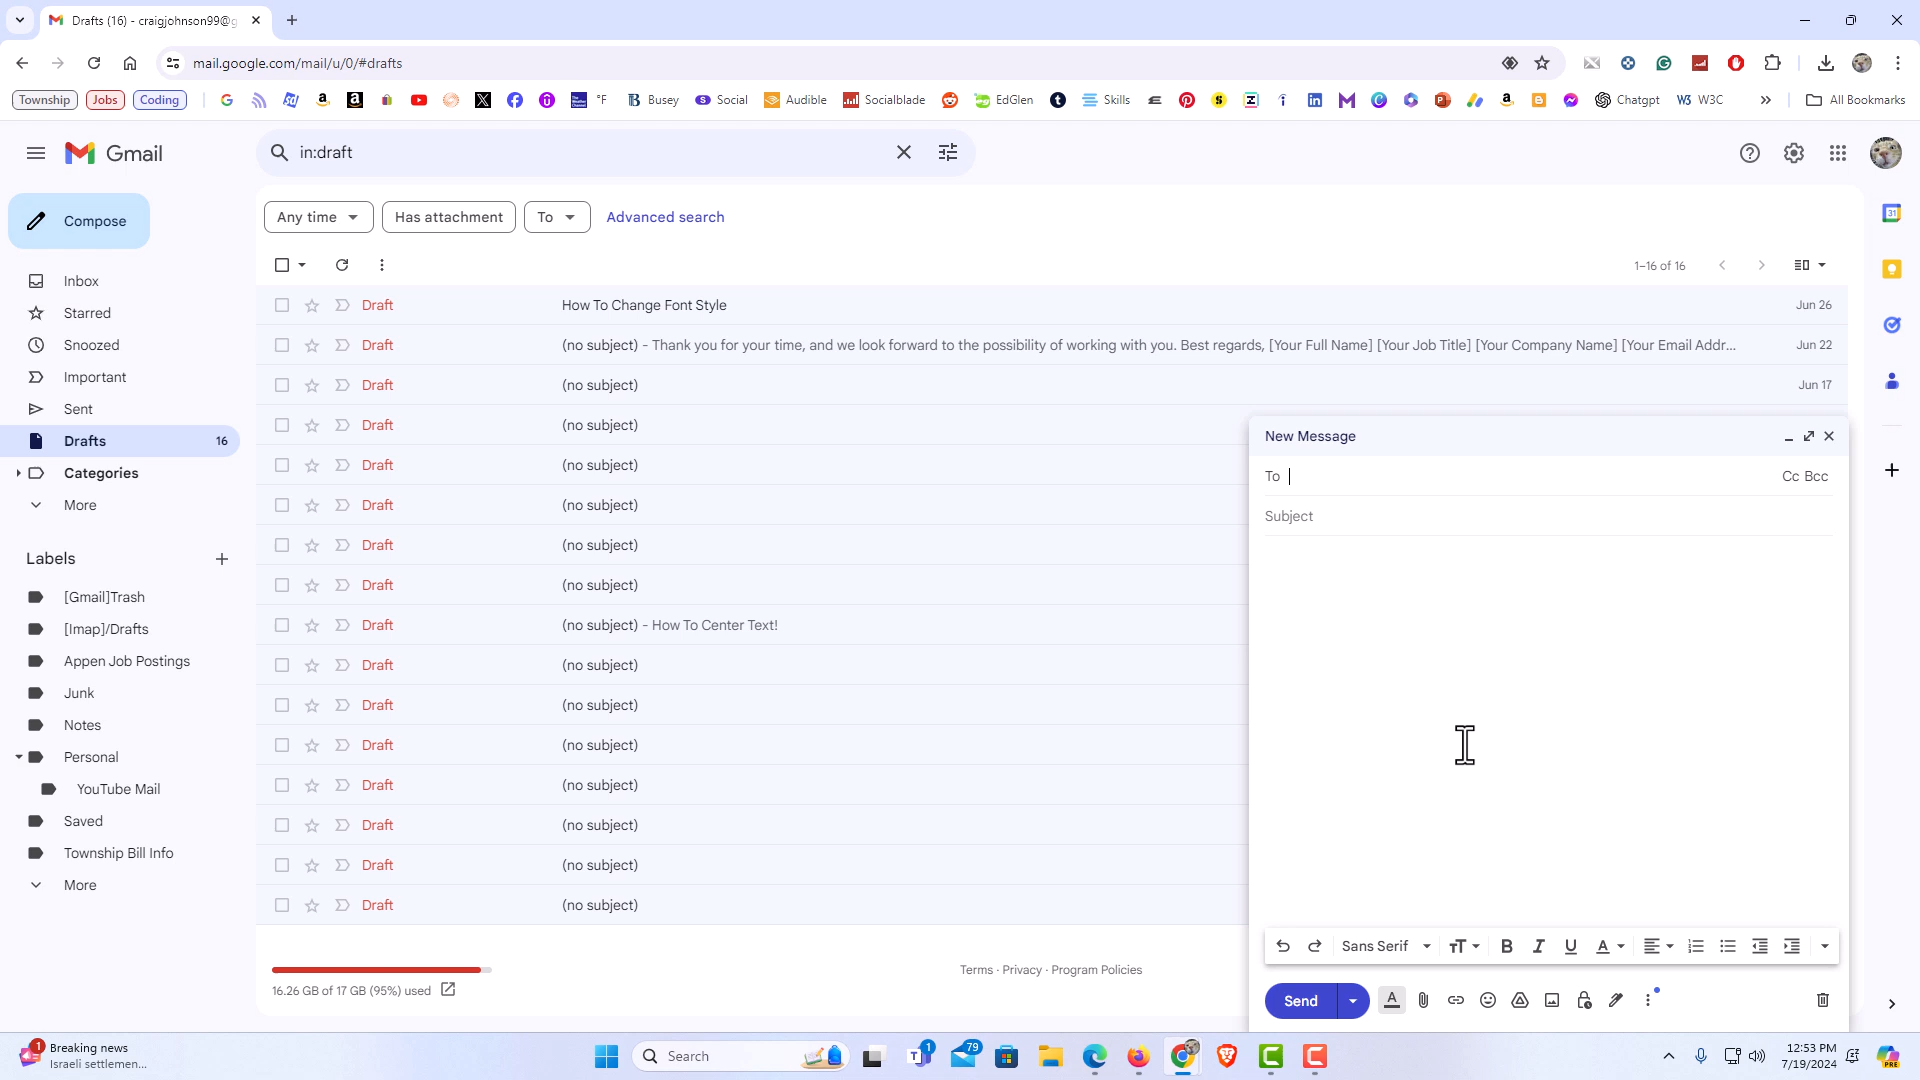 Drafts (16) - craigjohnson99@g
mail.google.com/mail/u/0/#drafts
Township Jobs Coding °F Busey Social Audible Socialblade EdGlen Skills Chatgpt W3 W3C All Bookmarks
Gmail
in:draft
Compose
Any time Has attachment To Advanced search
1–16 of 16
Inbox
Starred
Snoozed
Important
Sent
Drafts 16
Categories
More
Labels
[Gmail]Trash
[Imap]/Drafts
Appen Job Postings
Junk
Notes
Personal
YouTube Mail
Saved
Township Bill Info
More
Draft How To Change Font Style Jun 26
Draft (no subject) - Thank you for your time, and we look forward to the possibility of working with you. Best regards, [Your Full Name] [Your Job Title] [Your Company Name] [Your Email Addr... Jun 22
Draft (no subject) Jun 17
Draft (no subject)
Draft (no subject)
Draft (no subject)
Draft (no subject)
Draft (no subject)
Draft (no subject) - How To Center Text!
Draft (no subject)
Draft (no subject)
Draft (no subject)
Draft (no subject)
Draft (no subject)
Draft (no subject)
Draft (no subject)
16.26 GB of 17 GB (95%) used
Terms · Privacy · Program Policies
New Message
To Cc Bcc
Subject
Sans Serif
Send
1 Breaking news
Israeli settlemen...
Search
1
79
12:53 PM
7/19/2024